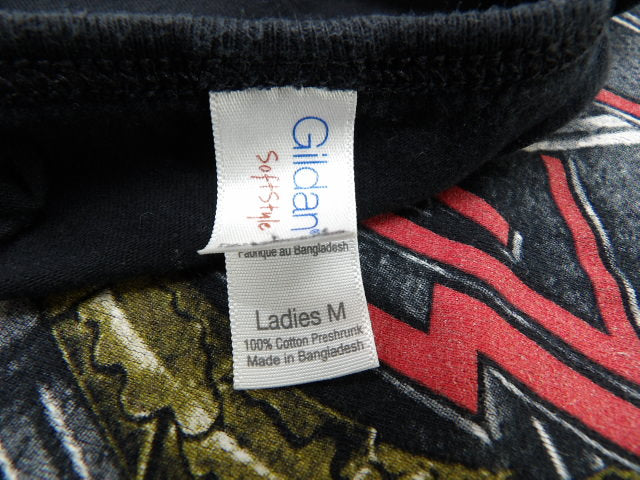 Gildan®
SoftStyle
Fabriqué au Bangladesh
Ladies M
100% Cotton Preshrunk
Made in Bangladesh